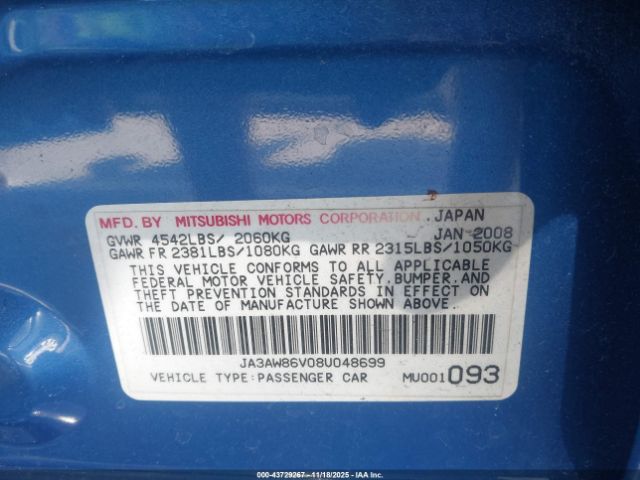 MFD. BY MITSUBISHI MOTORS CORPORATION.JAPAN
GVWR 4542LBS/ 2060KG JAN-2008
GAWR FR 2381LBS/1080KG GAWR RR 2315LBS/1050KG
THIS VEHICLE CONFORMS TO ALL APPLICABLE
FEDERAL MOTOR VEHICLE SAFETY.BUMPER.AND
THEFT PREVENTION STANDARDS IN EFFECT ON
THE DATE OF MANUFACTURE SHOWN ABOVE.
JA3AW86V08U048699
VEHICLE TYPE:PASSENGER CAR MU001093
000-43729267 - 11/18/2025 - IAAI.COM